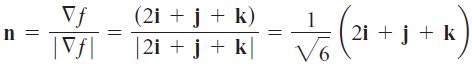 n = ∇f / |∇f| = (2i + j + k) / |2i + j + k| = 1/√6 (2i + j + k)